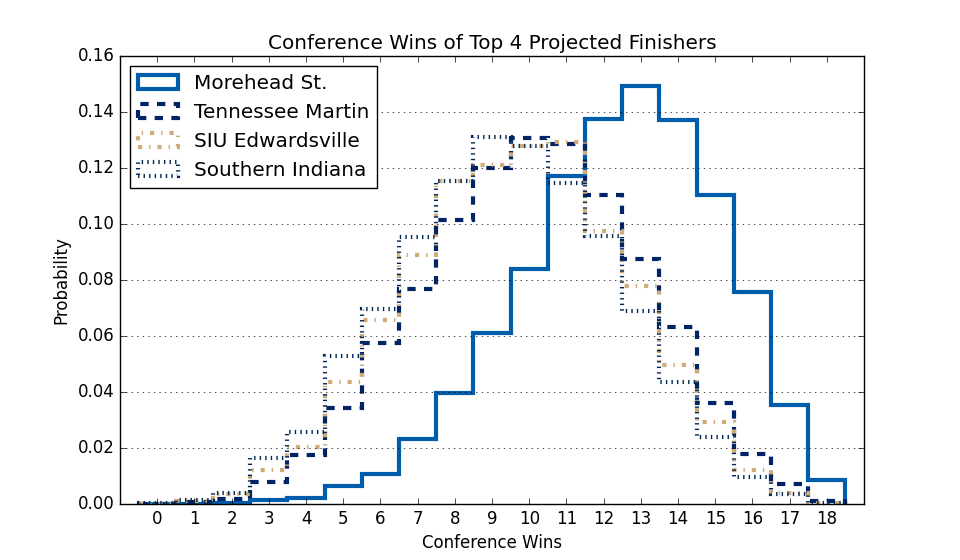 Conference Wins of Top 4 Projected Finishers
0.16
0.14
0.12
0.10
0.08
0.06
0.04
0.02
0.00
Probability
Morehead St.
Tennessee Martin
SIU Edwardsville
Southern Indiana
0 1 2 3 4 5 6 7 8 9 10 11 12 13 14 15 16 17 18
Conference Wins